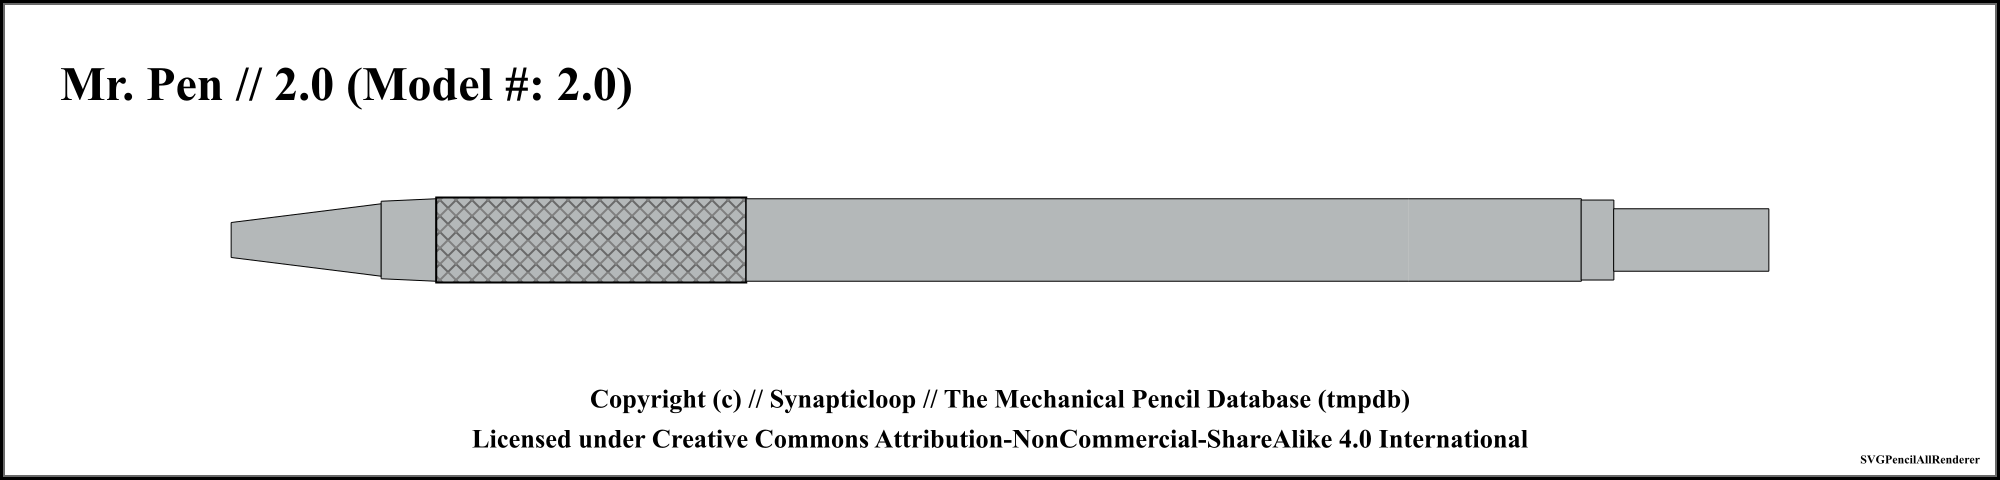 Mr. Pen // 2.0 (Model #: 2.0)
Copyright (c) // Synapticloop // The Mechanical Pencil Database (tmpdb)
Licensed under Creative Commons Attribution-NonCommercial-ShareAlike 4.0 International
SVGPencilAllRenderer